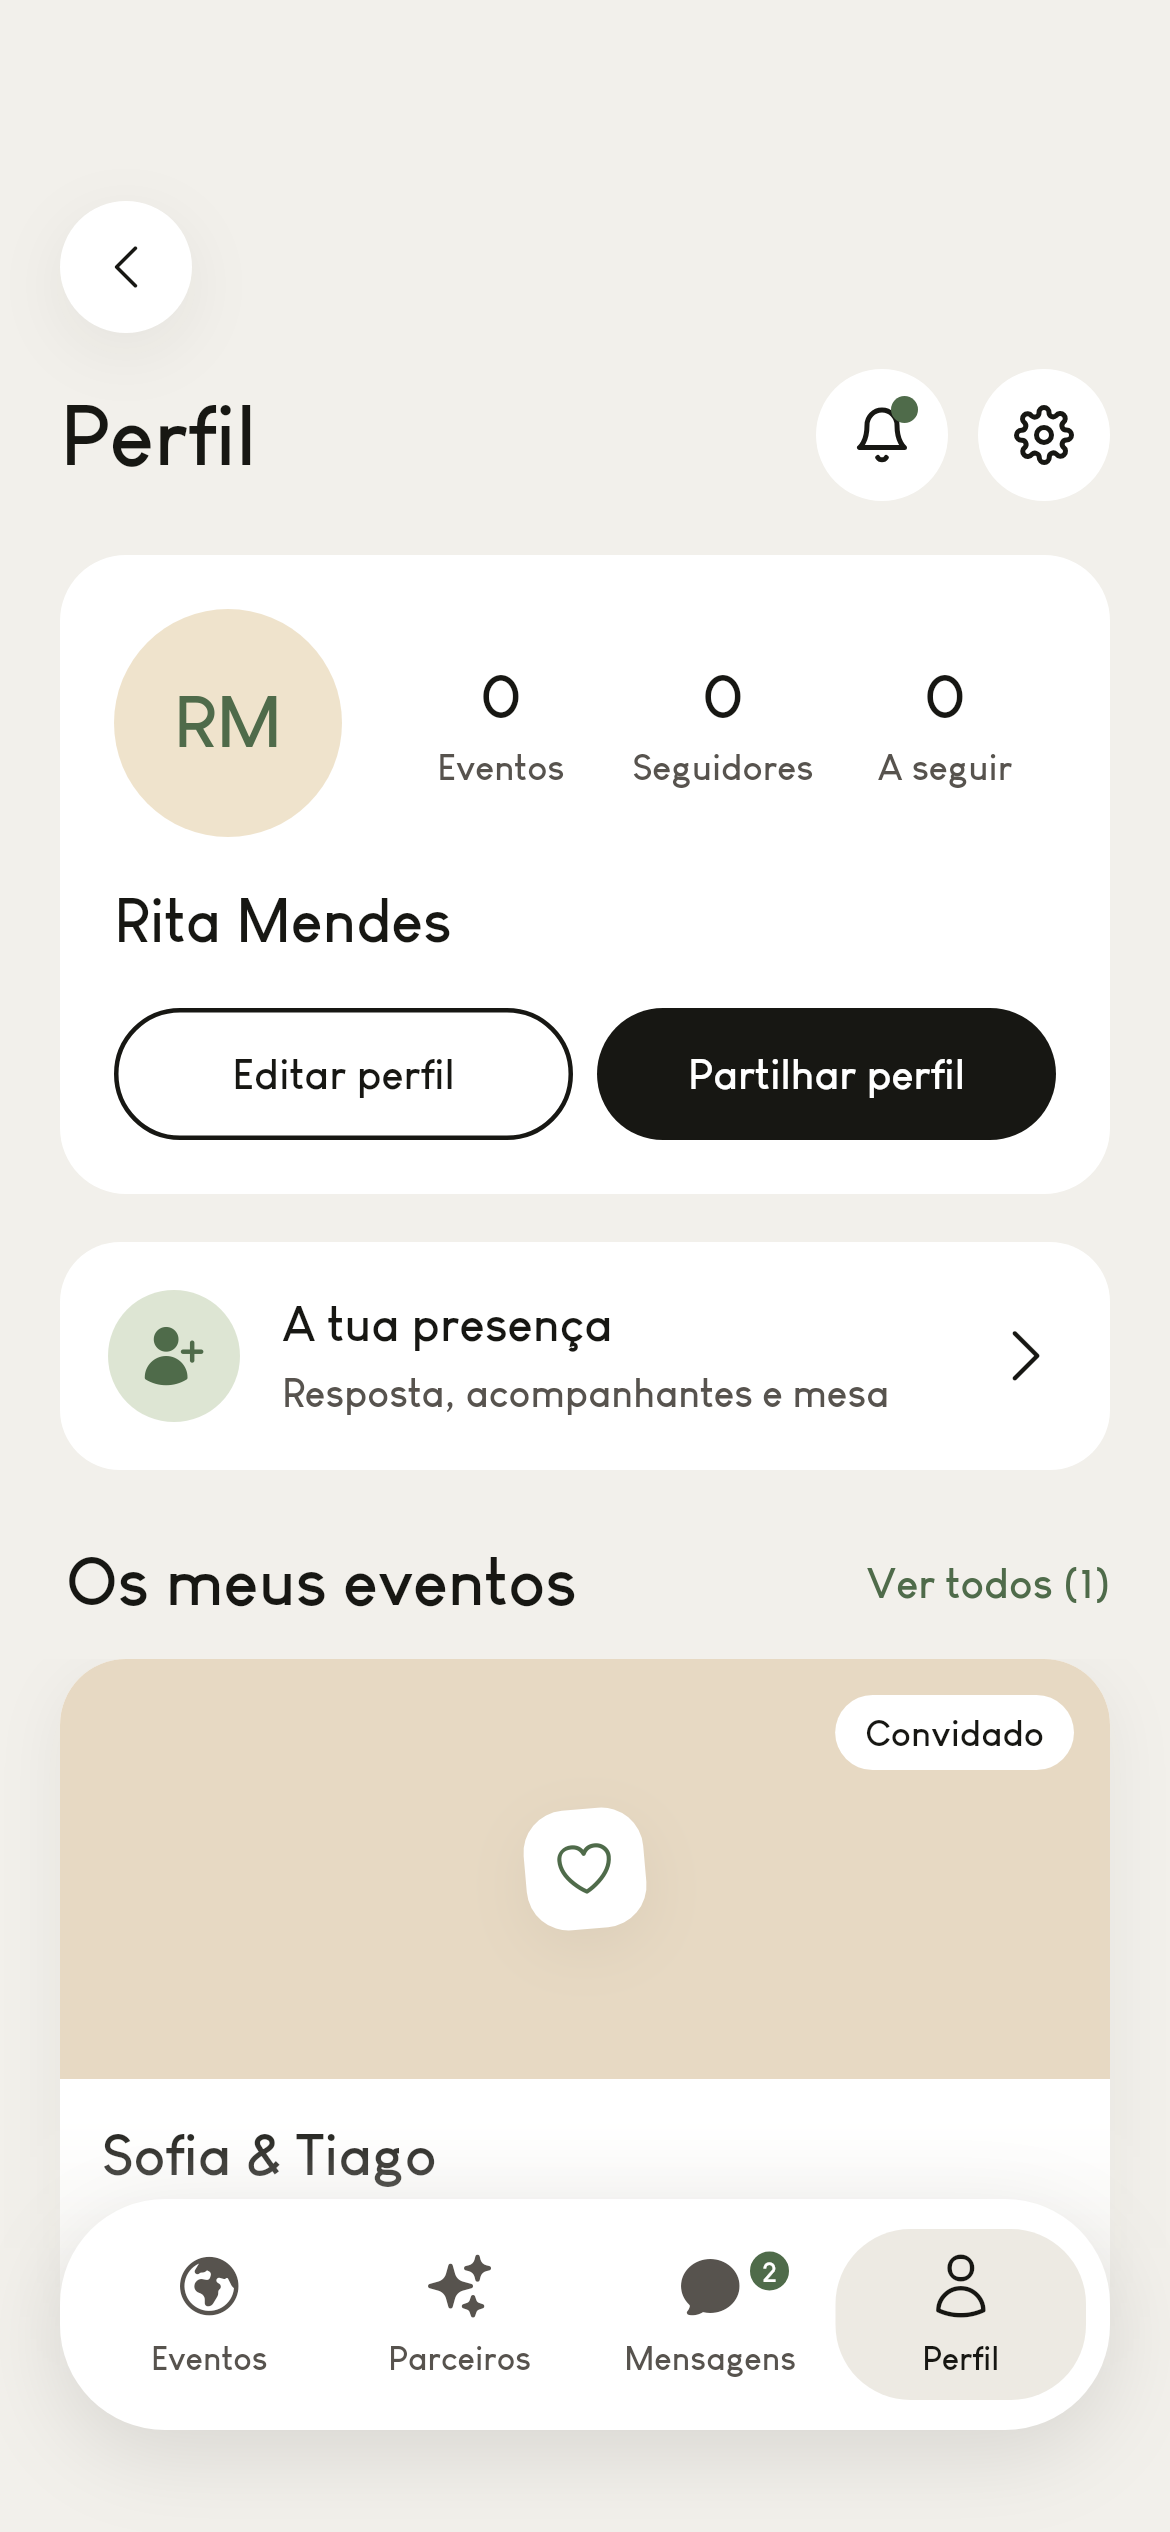 Perfil
RM
0
0
0
Eventos
Seguidores
A seguir
Rita Mendes
Editar perfil
Partilhar perfil
A tua presença
Resposta, acompanhantes e mesa
Os meus eventos
Ver todos (1)
Convidado
Sofia & Tiago
2
Eventos
Parceiros
Mensagens
Perfil